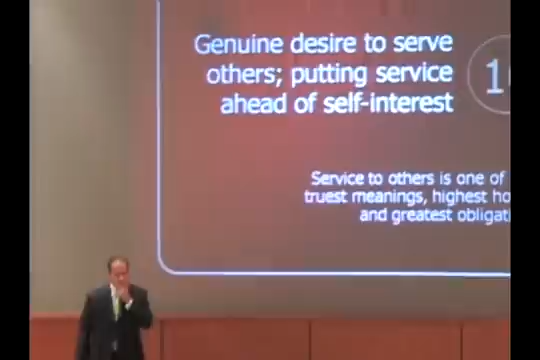 Genuine desire to serve
others; putting service
ahead of self-interest
Service to others is one of
truest meanings, highest
and greatest